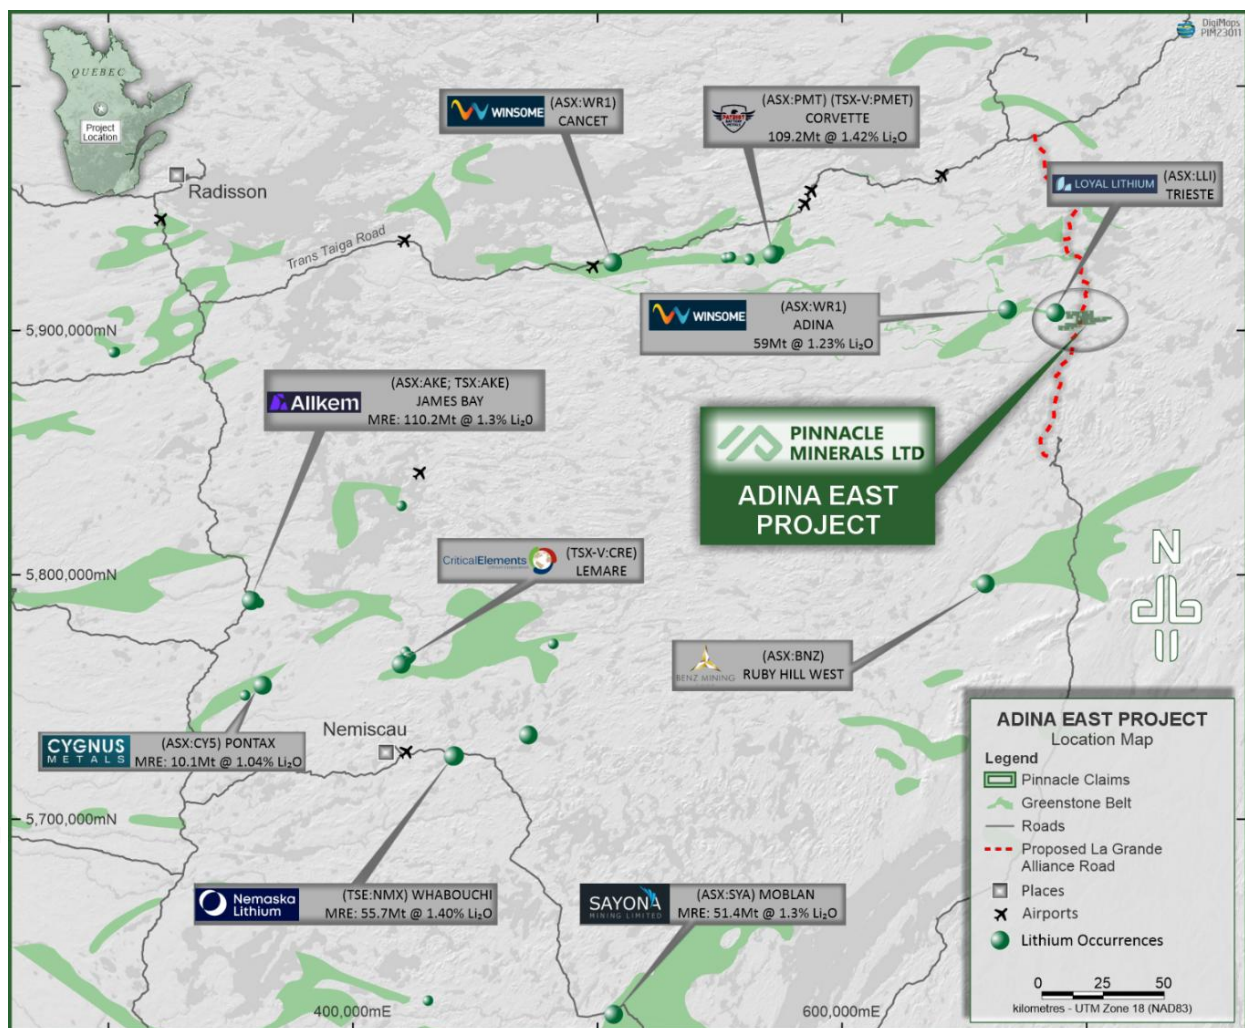 DigiMaps
PIM23011
QUEBEC
Project
Location
WINSOME
(ASX:WR1)
CANCET
PATRIOT
BATTERY METALS
(ASX:PMT) (TSX-V:PMET)
CORVETTE
109.2Mt @ 1.42% Li₂O
LOYAL LITHIUM
(ASX:LLI)
TRIESTE
Radisson
Trans Taiga Road
WINSOME
(ASX:WR1)
ADINA
59Mt @ 1.23% Li₂O
5,900,000mN
Allkem
(ASX:AKE; TSX:AKE)
JAMES BAY
MRE: 110.2Mt @ 1.3% Li₂0
PINNACLE
MINERALS LTD
ADINA EAST
PROJECT
CriticalElements
(TSX-V:CRE)
LEMARE
5,800,000mN
N
BENZ MINING
(ASX:BNZ)
RUBY HILL WEST
Nemiscau
CYGNUS
METALS
(ASX:CY5) PONTAX
MRE: 10.1Mt @ 1.04% Li₂O
5,700,000mN
Nemaska
Lithium
(TSE:NMX) WHABOUCHI
MRE: 55.7Mt @ 1.40% Li₂O
SAYONA
MINING LIMITED
(ASX:SYA) MOBLAN
MRE: 51.4Mt @ 1.3% Li₂O
400,000mE
600,000mE
ADINA EAST PROJECT
Location Map
Legend
Pinnacle Claims
Greenstone Belt
Roads
Proposed La Grande
Alliance Road
Places
Airports
Lithium Occurrences
0 25 50
kilometres - UTM Zone 18 (NAD83)